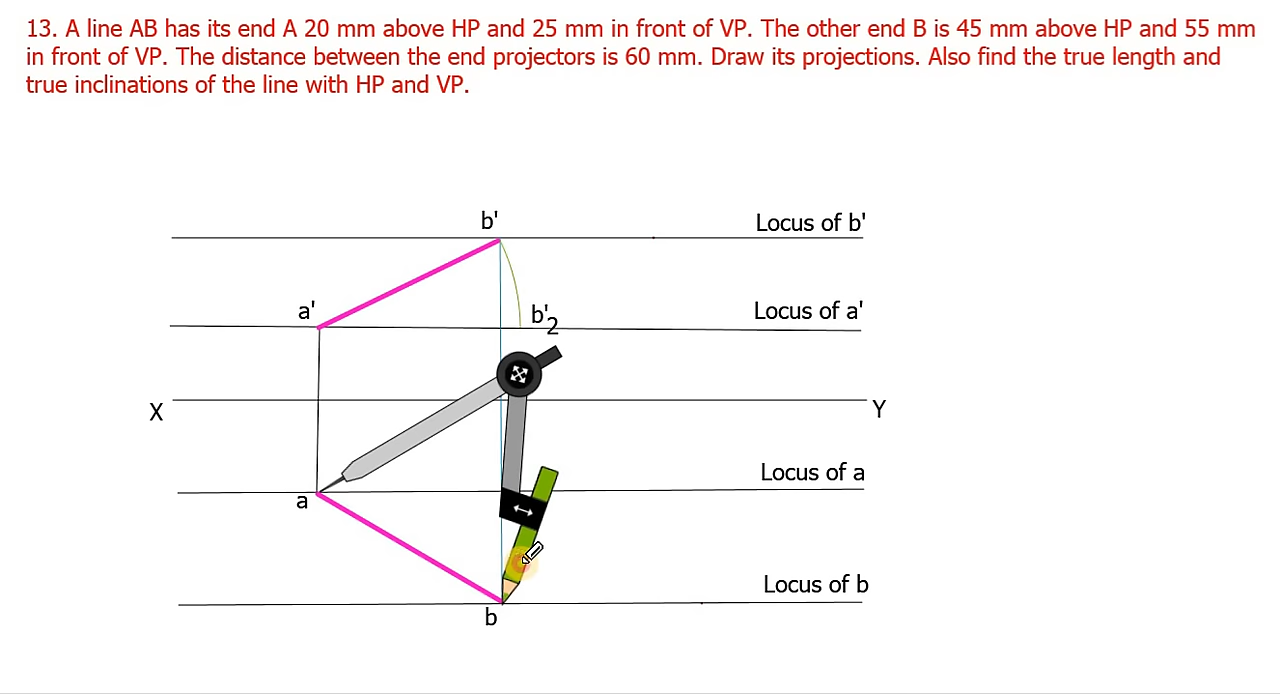 13. A line AB has its end A 20 mm above HP and 25 mm in front of VP. The other end B is 45 mm above HP and 55 mm
in front of VP. The distance between the end projectors is 60 mm. Draw its projections. Also find the true length and
true inclinations of the line with HP and VP.
b'
Locus of b'
a'
b'2
Locus of a'
X
Y
a
Locus of a
Locus of b
b